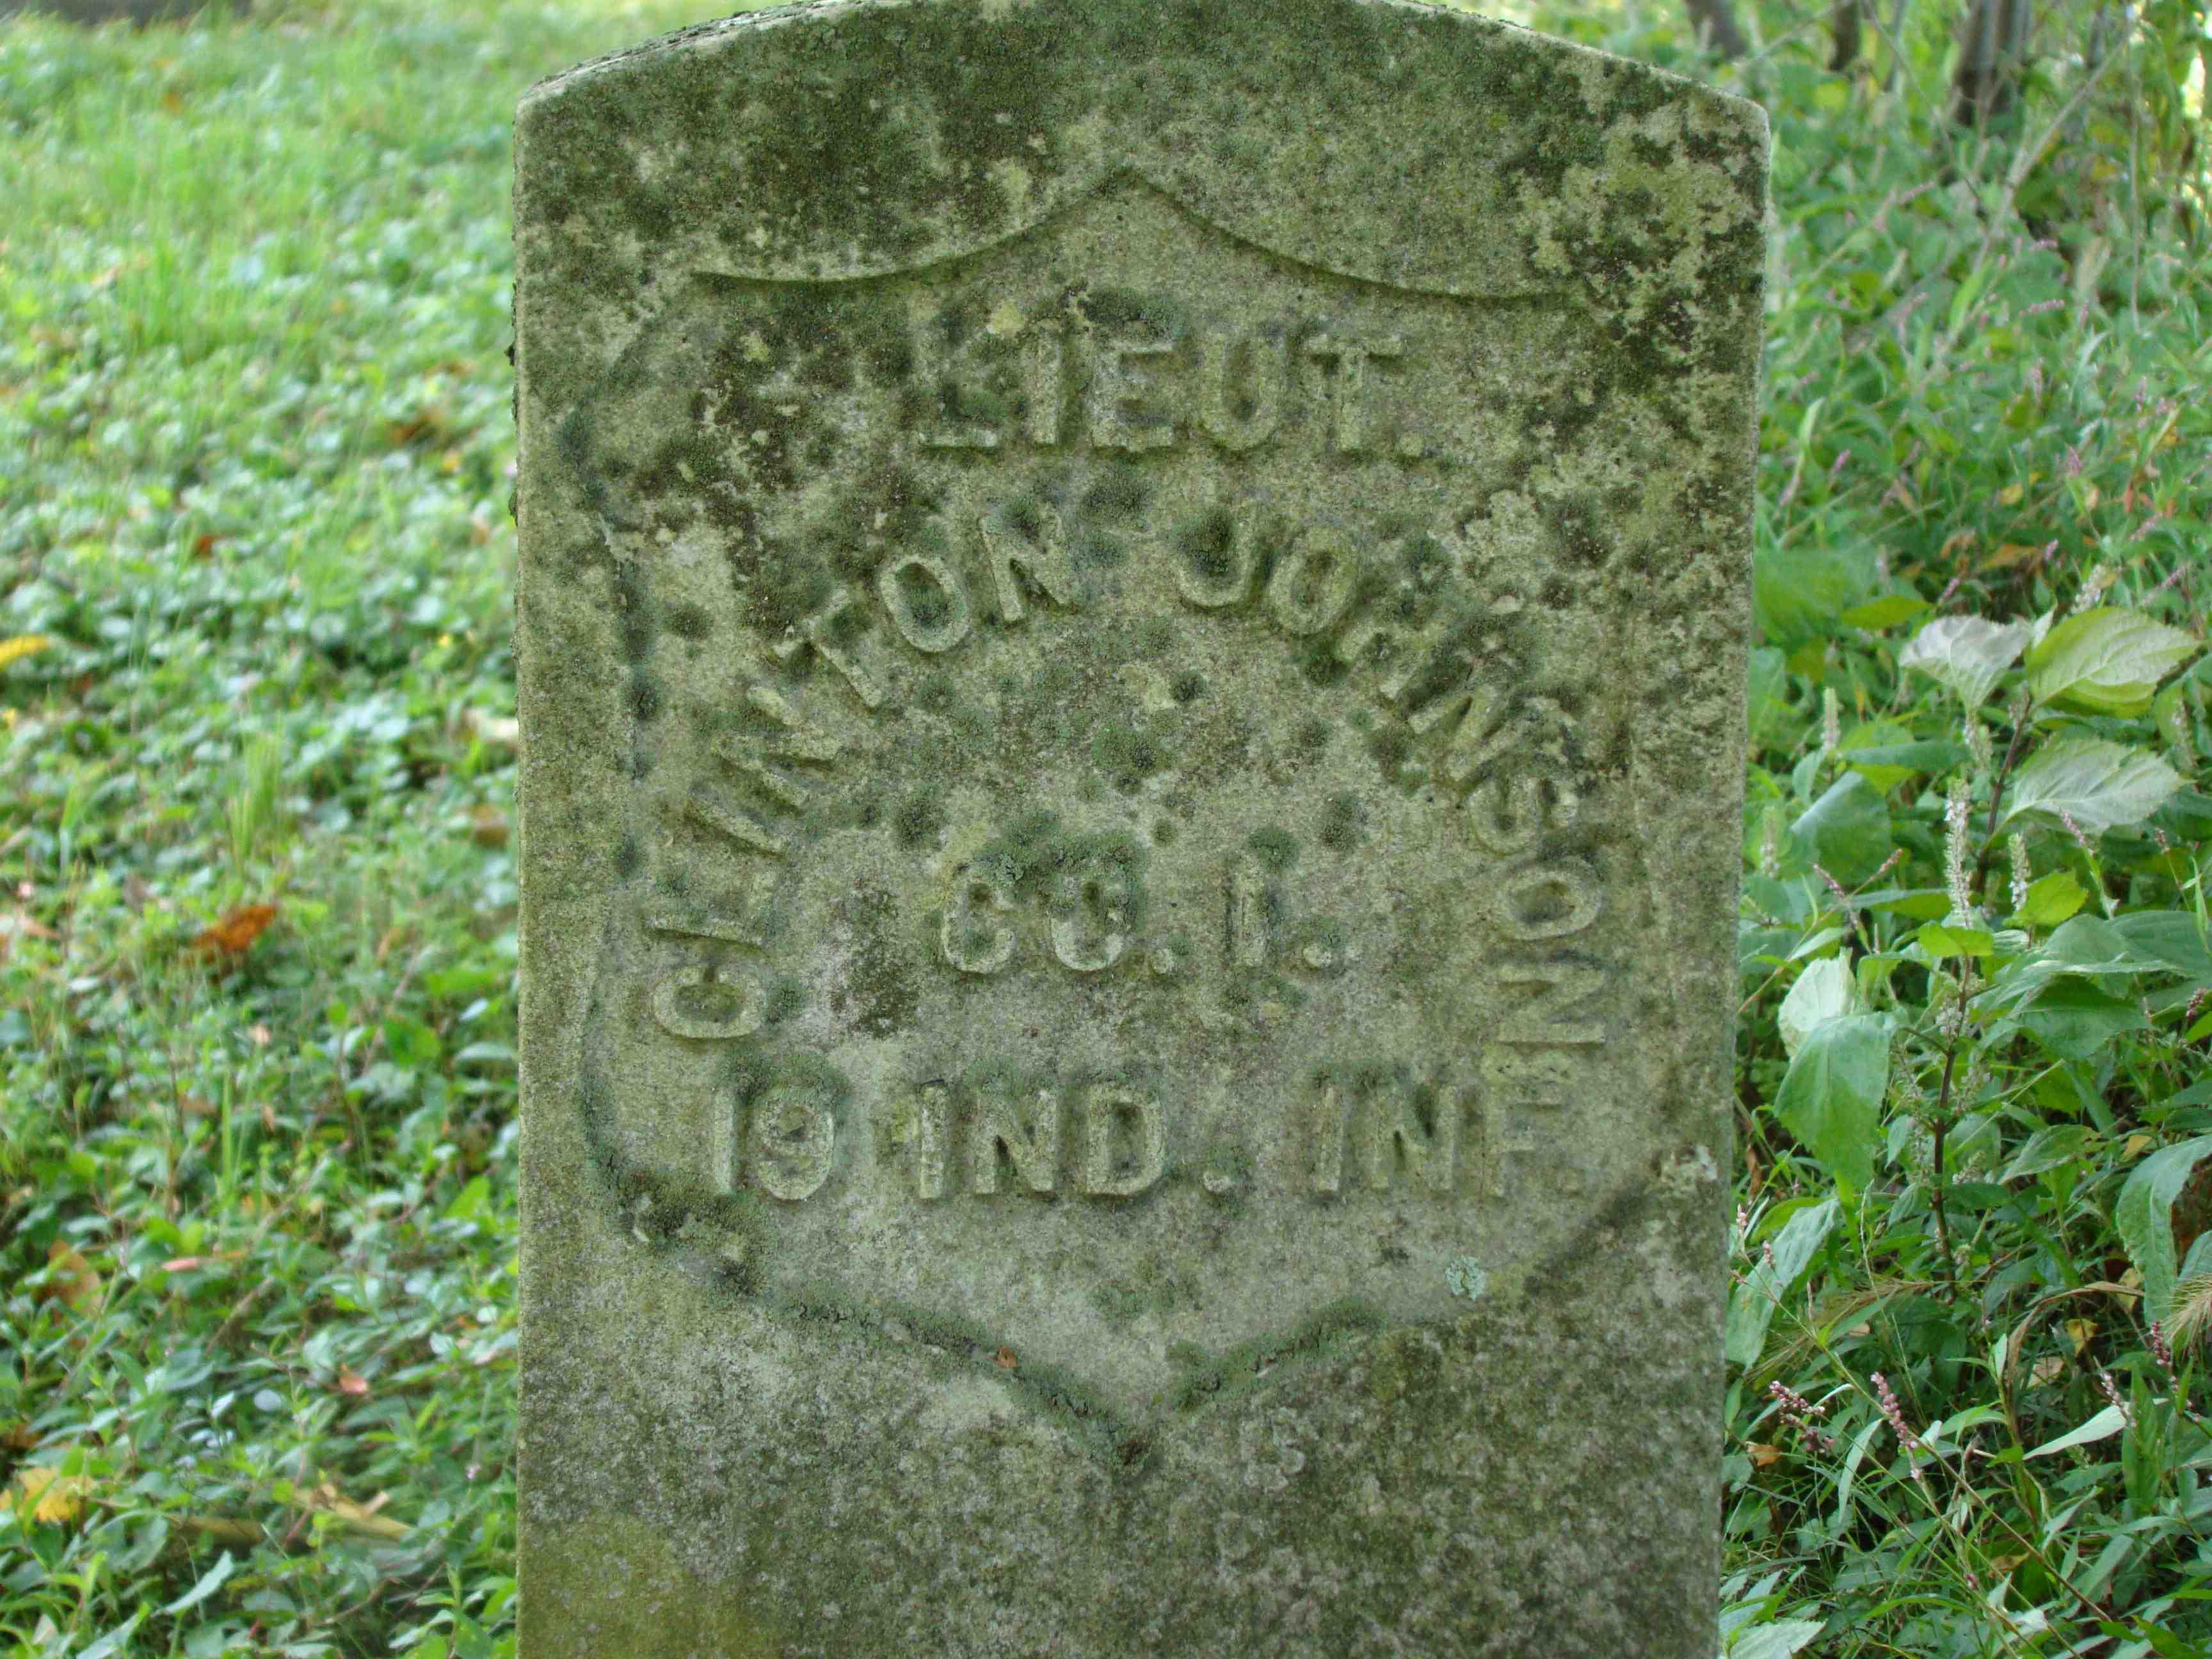 LIEUT.
CLINTON JOHNSON
CO. I.
19 IND. INF.